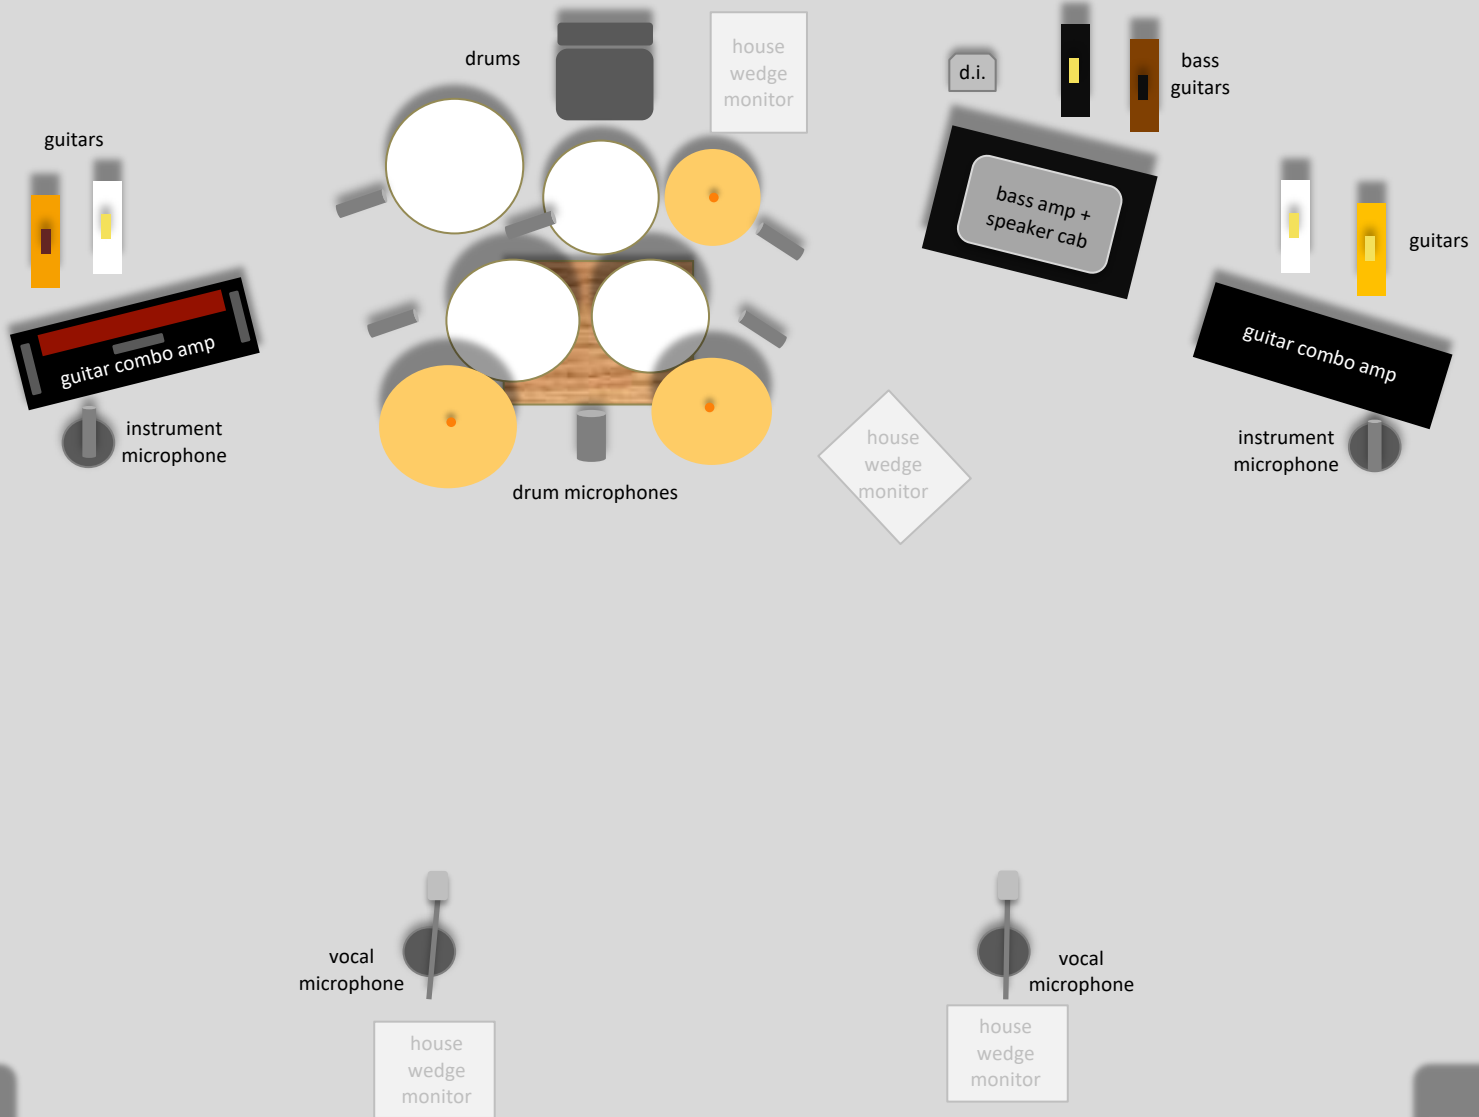 drums
house
wedge
monitor
d.i.
bass
guitars
guitars
bass amp +
speaker cab
guitars
guitar combo amp
guitar combo amp
instrument
microphone
house
wedge
monitor
instrument
microphone
drum microphones
vocal
microphone
vocal
microphone
house
wedge
monitor
house
wedge
monitor